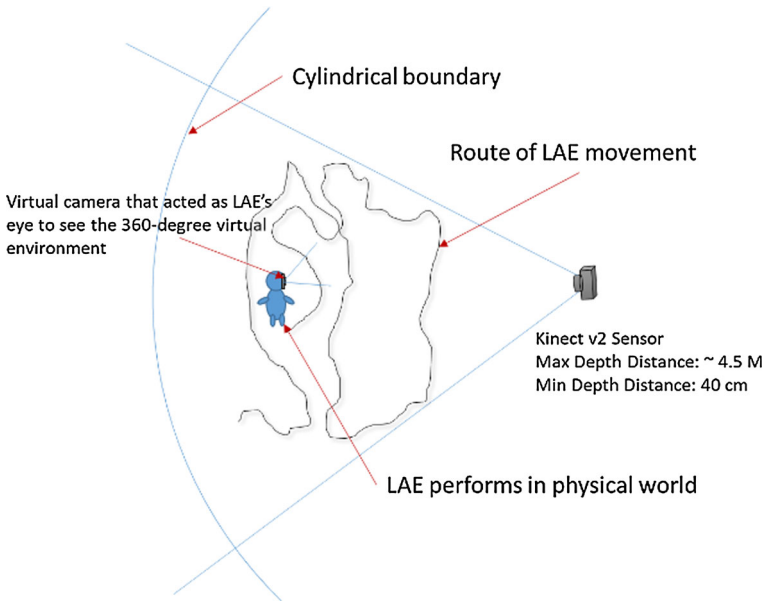 Cylindrical boundary
Route of LAE movement
Virtual camera that acted as LAE's
eye to see the 360-degree virtual
environment
Kinect v2 Sensor
Max Depth Distance: ~ 4.5 M
Min Depth Distance: 40 cm
LAE performs in physical world